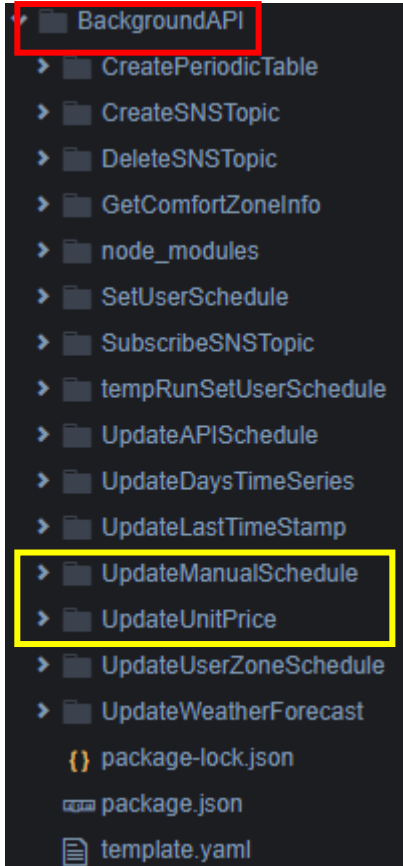 BackgroundAPI
CreatePeriodicTable
CreateSNSTopic
DeleteSNSTopic
GetComfortZoneInfo
node_modules
SetUserSchedule
SubscribeSNSTopic
tempRunSetUserSchedule
UpdateAPISchedule
UpdateDaysTimeSeries
UpdateLastTimeStamp
UpdateManualSchedule
UpdateUnitPrice
UpdateUserZoneSchedule
UpdateWeatherForecast
{} package-lock.json
package.json
template.yaml